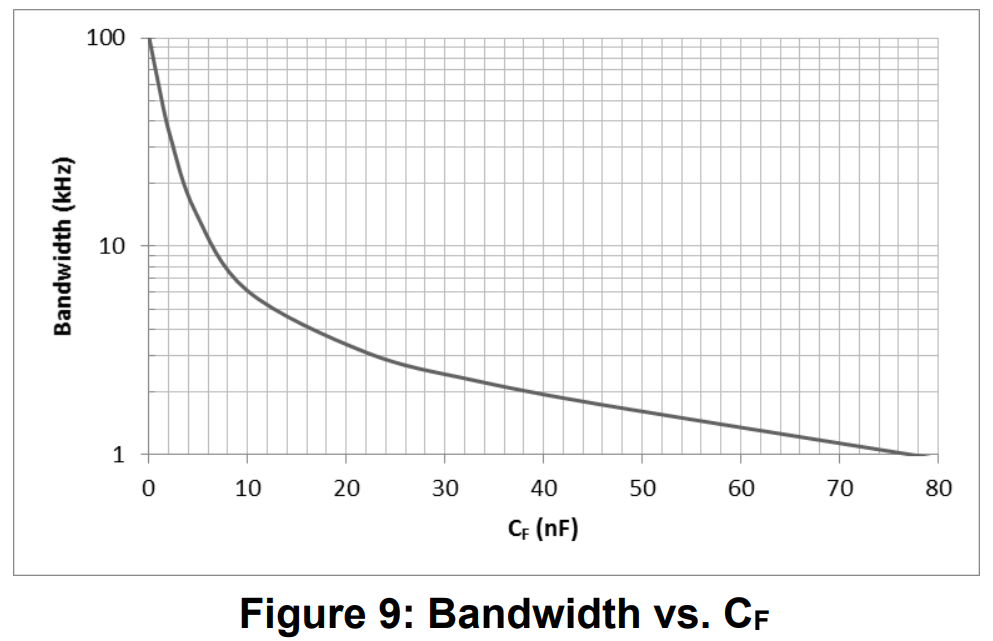 100
10
1
Bandwidth (kHz)
0 10 20 30 40 50 60 70 80
CF (nF)
Figure 9: Bandwidth vs. CF